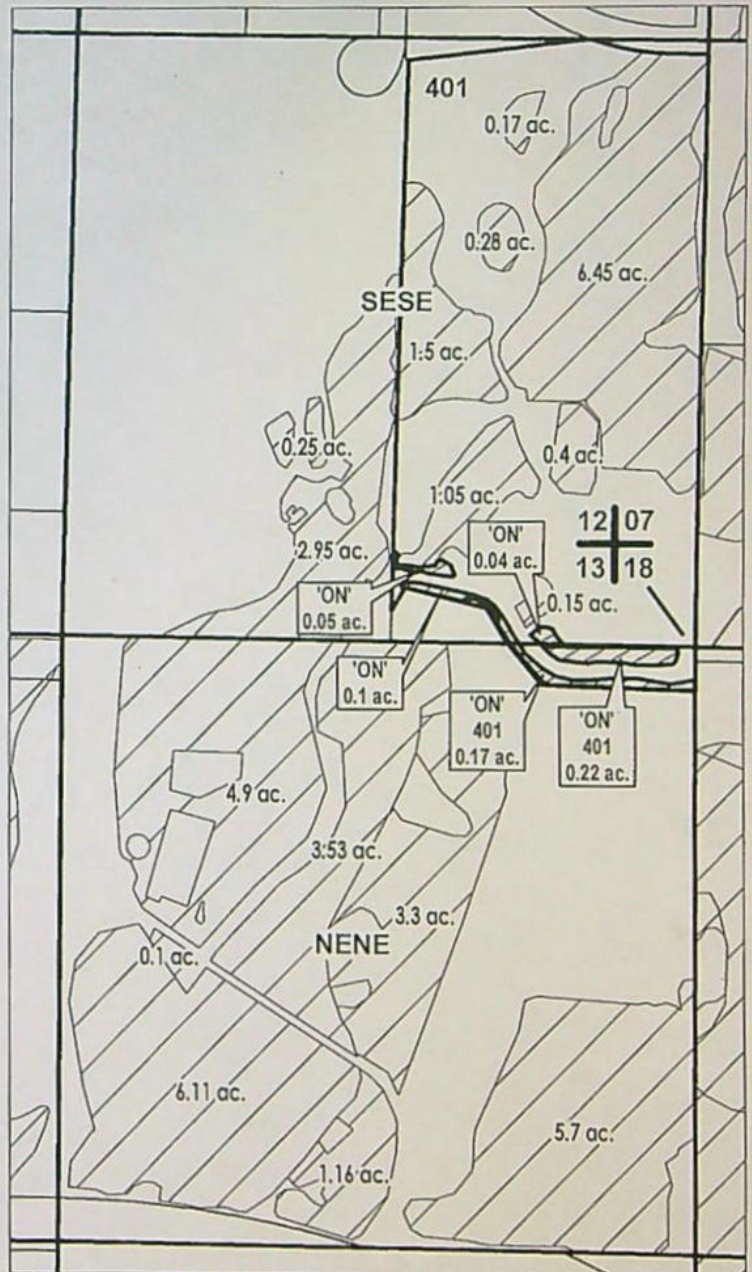 401
0.17 ac.
0.28 ac.
6.45 ac.
SESE
1.5 ac.
0.25 ac.
0.4 ac.
1.05 ac.
2.95 ac.
12 07
13 18
'ON'
0.04 ac.
0.15 ac.
'ON'
0.05 ac.
'ON'
0.1 ac.
'ON'
401
0.17 ac.
'ON'
401
0.22 ac.
4.9 ac.
3.53 ac.
3.3 ac.
NENE
0.1 ac.
6.11 ac.
5.7 ac.
1.16 ac.